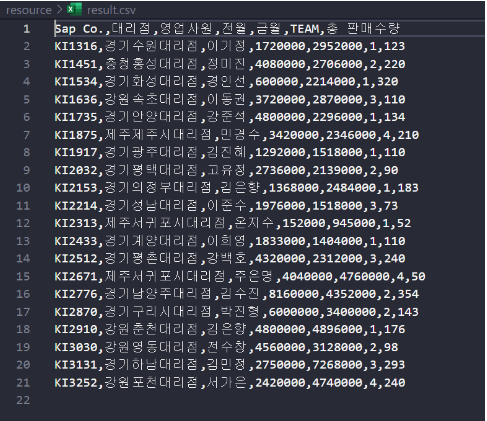 resource > result.csv
1 Sap Co.,대리점,영업사원,전월,금월,TEAM,총 판매수량
2 KI1316,경기수원대리점,이기정,1720000,2952000,1,123
3 KI1451,충청홍성대리점,정미진,4080000,2706000,2,220
4 KI1534,경기화성대리점,경인선,600000,2214000,1,320
5 KI1636,강원속초대리점,이동권,3720000,2870000,3,110
6 KI1735,경기안양대리점,강준석,4800000,2296000,1,134
7 KI1875,제주제주시대리점,민경수,3420000,2346000,4,210
8 KI1917,경기광주대리점,김진혜,1292000,1518000,1,110
9 KI2032,경기평택대리점,고유정,2736000,2139000,2,90
10 KI2153,경기의정부대리점,김은향,1368000,2484000,1,183
11 KI2214,경기성남대리점,이준수,1976000,1518000,3,73
12 KI2313,제주서귀포시대리점,온지수,152000,945000,1,52
13 KI2433,경기계양대리점,이희영,1833000,1404000,1,110
14 KI2512,경기평촌대리점,강백호,4320000,2312000,3,240
15 KI2671,제주서귀포시대리점,주은명,4040000,4760000,4,50
16 KI2776,경기남양주대리점,김수진,8160000,4352000,2,354
17 KI2870,경기구리시대리점,박진형,6000000,3400000,2,143
18 KI2910,강원춘천대리점,김은향,4800000,4896000,1,176
19 KI3030,강원영동대리점,전수창,4560000,3128000,2,98
20 KI3131,경기하남대리점,김민정,2750000,7268000,3,293
21 KI3252,강원포천대리점,서가은,2420000,4740000,4,240
22